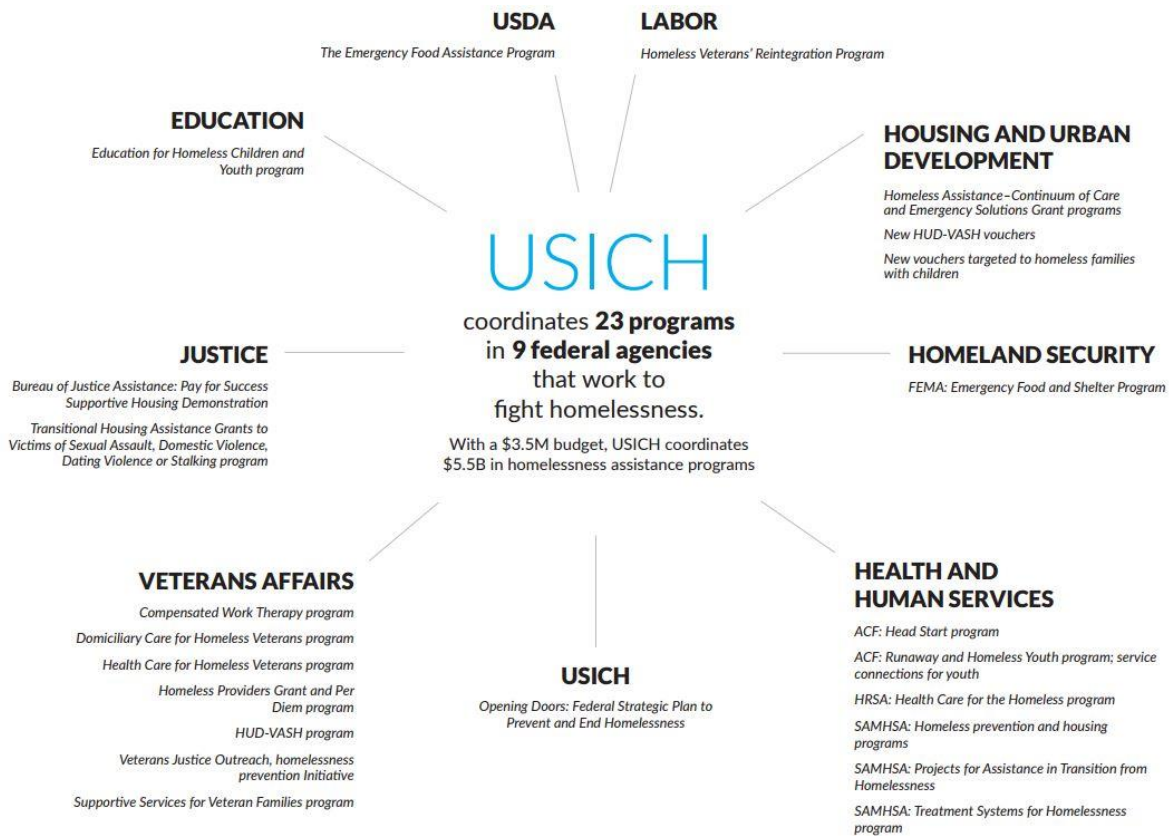 USDA
The Emergency Food Assistance Program
LABOR
Homeless Veterans' Reintegration Program
EDUCATION
Education for Homeless Children and
Youth program
HOUSING AND URBAN
DEVELOPMENT
Homeless Assistance–Continuum of Care
and Emergency Solutions Grant programs
New HUD-VASH vouchers
New vouchers targeted to homeless families
with children
USICH
coordinates 23 programs
in 9 federal agencies
that work to
fight homelessness.
With a $3.5M budget, USICH coordinates
$5.5B in homelessness assistance programs
JUSTICE
Bureau of Justice Assistance: Pay for Success
Supportive Housing Demonstration
Transitional Housing Assistance Grants to
Victims of Sexual Assault, Domestic Violence,
Dating Violence or Stalking program
HOMELAND SECURITY
FEMA: Emergency Food and Shelter Program
VETERANS AFFAIRS
Compensated Work Therapy program
Domiciliary Care for Homeless Veterans program
Health Care for Homeless Veterans program
Homeless Providers Grant and Per
Diem program
HUD-VASH program
Veterans Justice Outreach, homelessness
prevention Initiative
Supportive Services for Veteran Families program
USICH
Opening Doors: Federal Strategic Plan to
Prevent and End Homelessness
HEALTH AND
HUMAN SERVICES
ACF: Head Start program
ACF: Runaway and Homeless Youth program; service
connections for youth
HRSA: Health Care for the Homeless program
SAMHSA: Homeless prevention and housing
programs
SAMHSA: Projects for Assistance in Transition from
Homelessness
SAMHSA: Treatment Systems for Homelessness
program